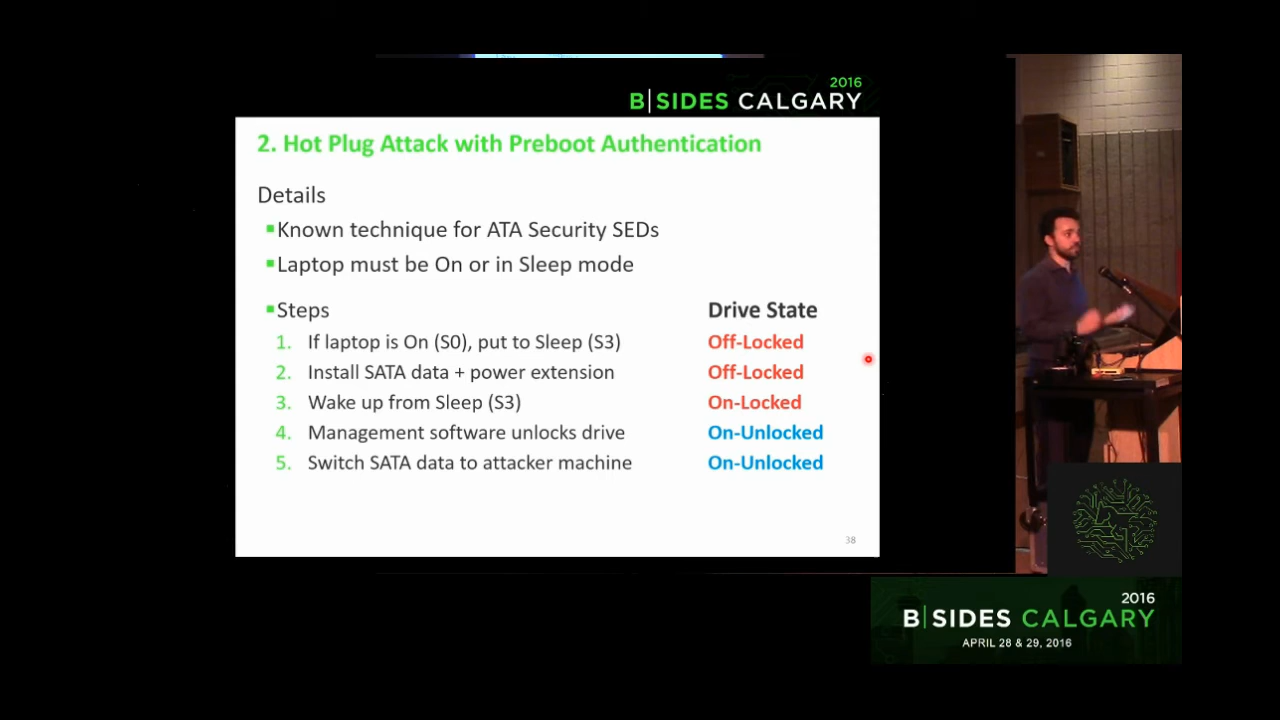 2016
B|SIDES CALGARY
2. Hot Plug Attack with Preboot Authentication
Details
▪Known technique for ATA Security SEDs
▪Laptop must be On or in Sleep mode
▪Steps Drive State
1. If laptop is On (S0), put to Sleep (S3) Off-Locked
2. Install SATA data + power extension Off-Locked
3. Wake up from Sleep (S3) On-Locked
4. Management software unlocks drive On-Unlocked
5. Switch SATA data to attacker machine On-Unlocked
38
2016
B|SIDES CALGARY
APRIL 28 & 29, 2016